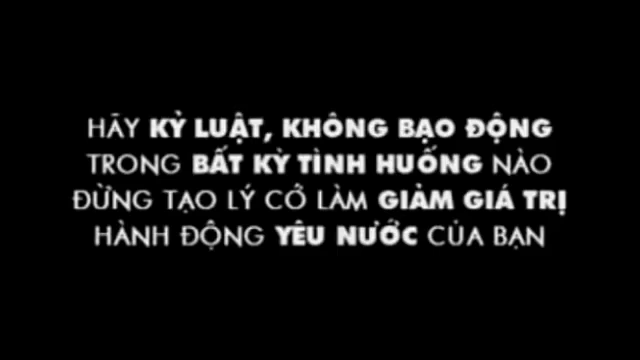 HÃY KỶ LUẬT, KHÔNG BẠO ĐỘNG
TRONG BẤT KỲ TÌNH HUỐNG NÀO
ĐỪNG TẠO LÝ CỚ LÀM GIẢM GIÁ TRỊ
HÀNH ĐỘNG YÊU NƯỚC CỦA BẠN